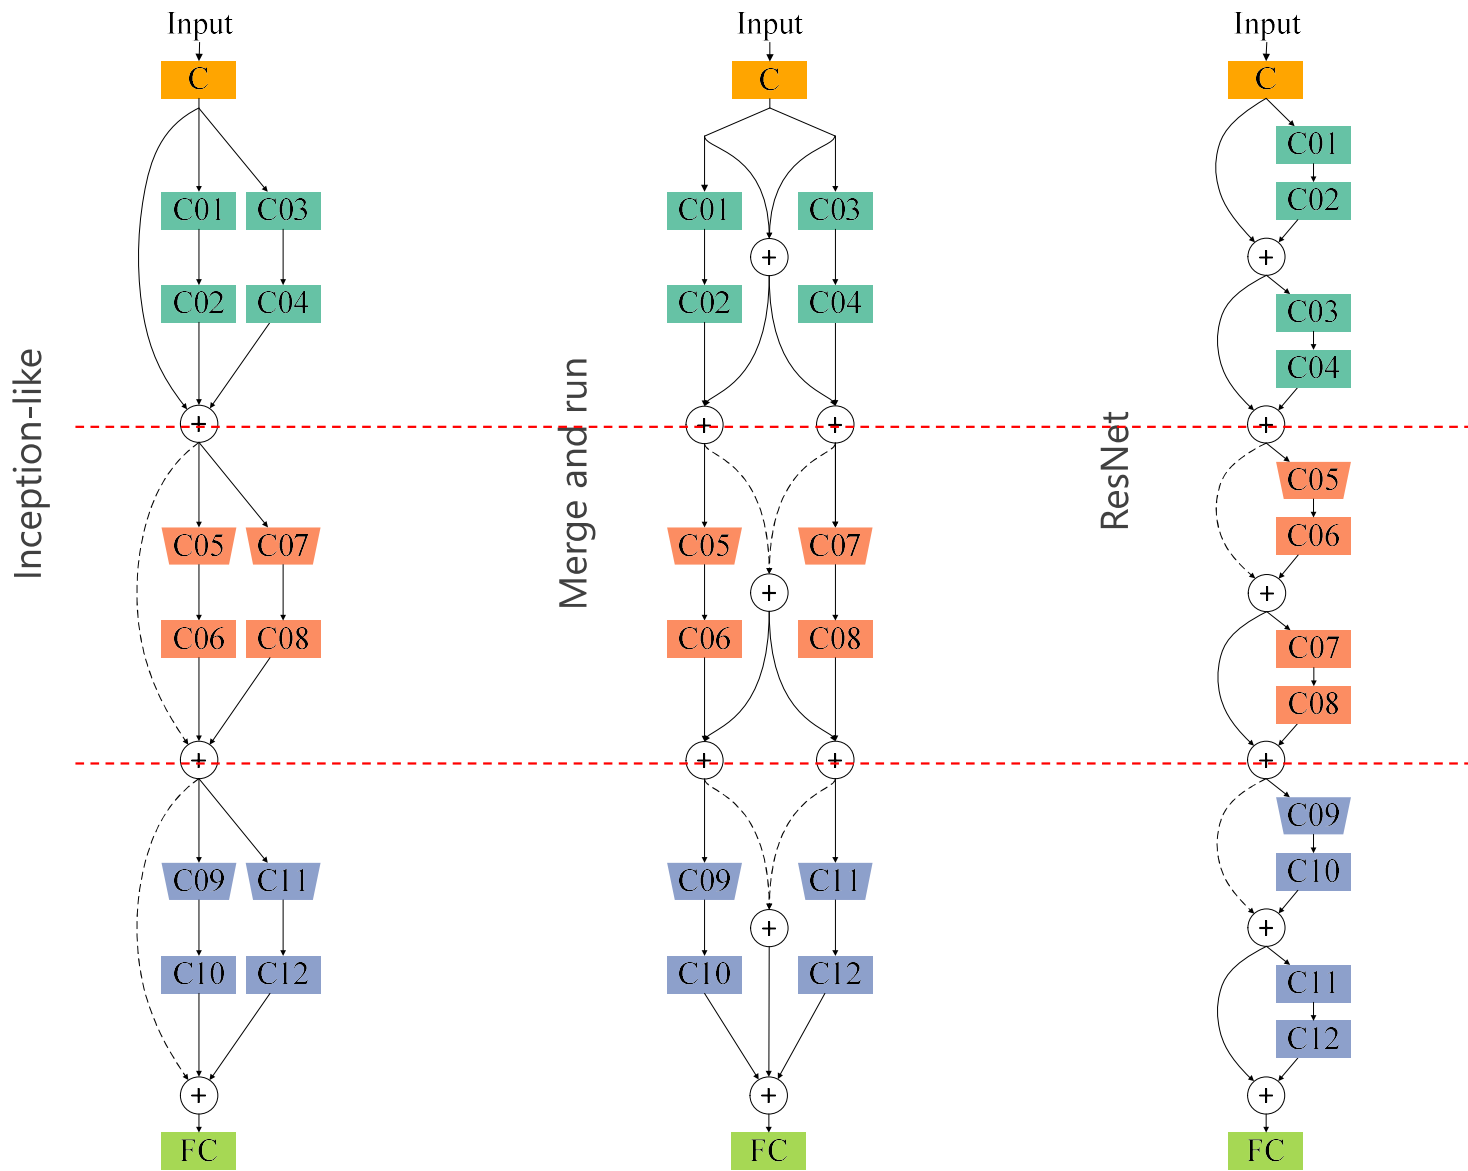 Inception-like
Input
C
C01 C03
C02 C04
+
C05 C07
C06 C08
+
C09 C11
C10 C12
+
FC
Merge and run
Input
C
C01 C03
+
C02 C04
+ +
C05 C07
+
C06 C08
+ +
C09 C11
+
C10 C12
+
FC
ResNet
Input
C
C01
C02
+
C03
C04
+
C05
C06
+
C07
C08
+
C09
C10
+
C11
C12
+
FC